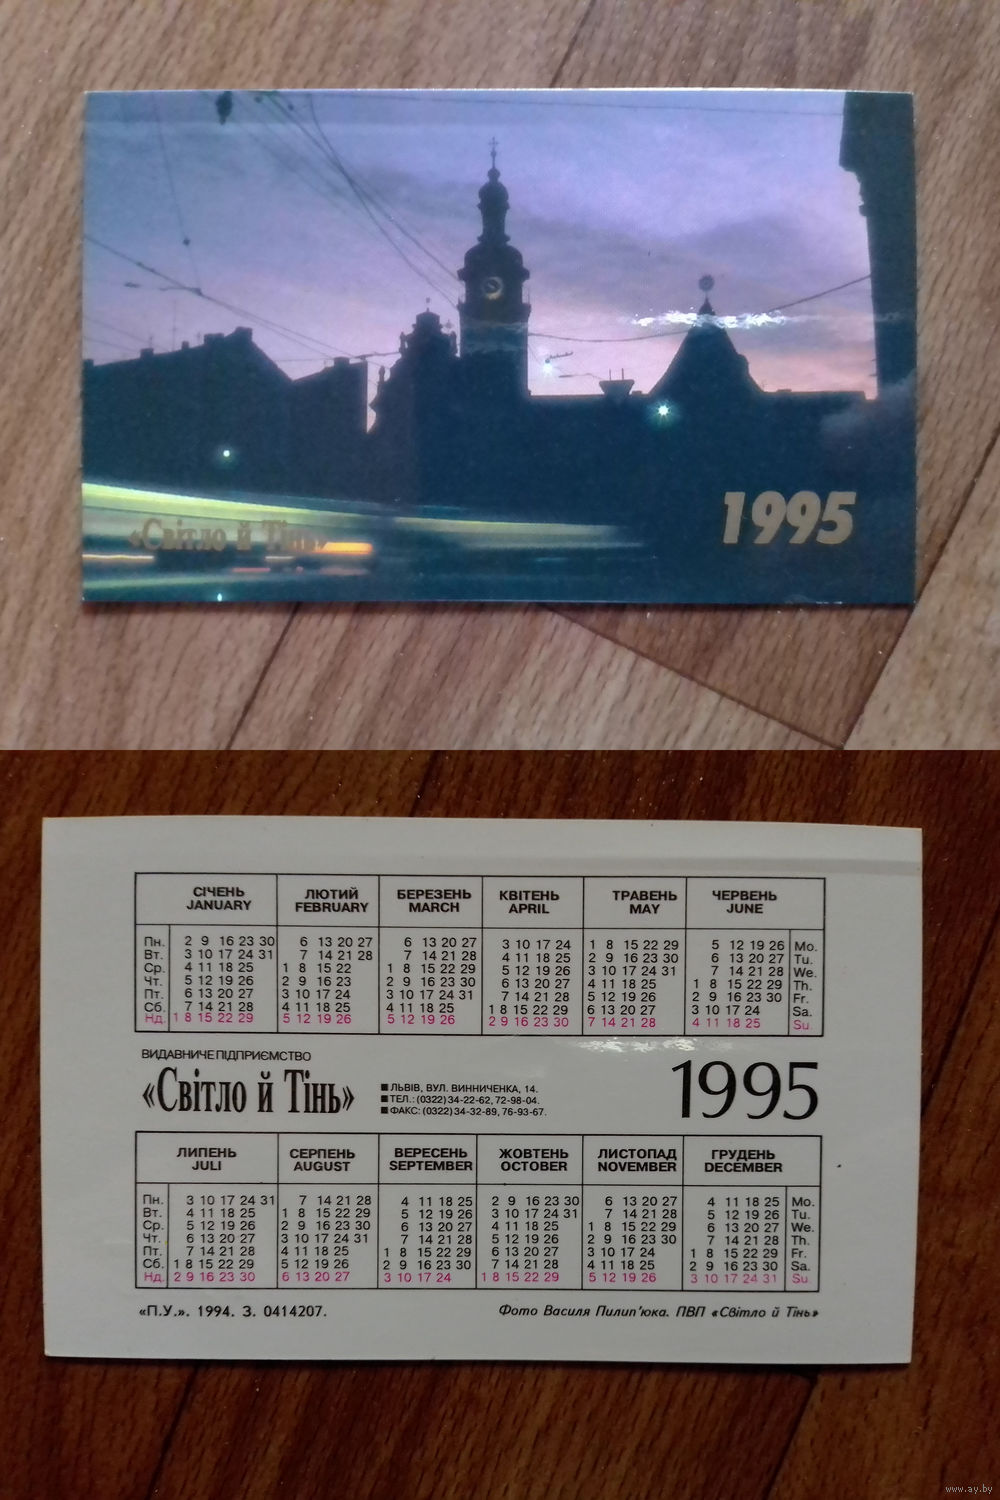 «Світло й Тінь»
1995
СІЧЕНЬ ЛЮТИЙ БЕРЕЗЕНЬ КВІТЕНЬ ТРАВЕНЬ ЧЕРВЕНЬ
JANUARY FEBRUARY MARCH APRIL MAY JUNE
Пн. 2 9 16 23 30 6 13 20 27 6 13 20 27 3 10 17 24 1 8 15 22 29 5 12 19 26 Mo.
Вт. 3 10 17 24 31 7 14 21 28 7 14 21 28 4 11 18 25 2 9 16 23 30 6 13 20 27 Tu.
Ср. 4 11 18 25 1 8 15 22 1 8 15 22 29 5 12 19 26 3 10 17 24 31 7 14 21 28 We.
Чт. 5 12 19 26 2 9 16 23 2 9 16 23 30 6 13 20 27 4 11 18 25 1 8 15 22 29 Th.
Пт. 6 13 20 27 3 10 17 24 3 10 17 24 31 7 14 21 28 5 12 19 26 2 9 16 23 30 Fr.
Сб. 7 14 21 28 4 11 18 25 4 11 18 25 1 8 15 22 29 6 13 20 27 3 10 17 24 Sa.
Нд. 1 8 15 22 29 5 12 19 26 5 12 19 26 2 9 16 23 30 7 14 21 28 4 11 18 25 Su.
ВИДАВНИЧЕ ПІДПРИЄМСТВО
«Світло й Тінь»
■ ЛЬВІВ, ВУЛ. ВИННИЧЕНКА, 14.
■ ТЕЛ.: (0322) 34-22-62, 72-98-04.
■ ФАКС: (0322) 34-32-89, 76-93-67.
1995
ЛИПЕНЬ СЕРПЕНЬ ВЕРЕСЕНЬ ЖОВТЕНЬ ЛИСТОПАД ГРУДЕНЬ
JULI AUGUST SEPTEMBER OCTOBER NOVEMBER DECEMBER
Пн. 3 10 17 24 31 7 14 21 28 4 11 18 25 2 9 16 23 30 6 13 20 27 4 11 18 25 Mo.
Вт. 4 11 18 25 1 8 15 22 29 5 12 19 26 3 10 17 24 31 7 14 21 28 5 12 19 26 Tu.
Ср. 5 12 19 26 2 9 16 23 30 6 13 20 27 4 11 18 25 1 8 15 22 29 6 13 20 27 We.
Чт. 6 13 20 27 3 10 17 24 31 7 14 21 28 5 12 19 26 2 9 16 23 30 7 14 21 28 Th.
Пт. 7 14 21 28 4 11 18 25 1 8 15 22 29 6 13 20 27 3 10 17 24 1 8 15 22 29 Fr.
Сб. 1 8 15 22 29 5 12 19 26 2 9 16 23 30 7 14 21 28 4 11 18 25 2 9 16 23 30 Sa.
Нд. 2 9 16 23 30 6 13 20 27 3 10 17 24 1 8 15 22 29 5 12 19 26 3 10 17 24 31 Su.
«П.У.». 1994. З. 0414207. Фото Василя Пилип'юка. ПВП «Світло й Тінь»
www.ay.by